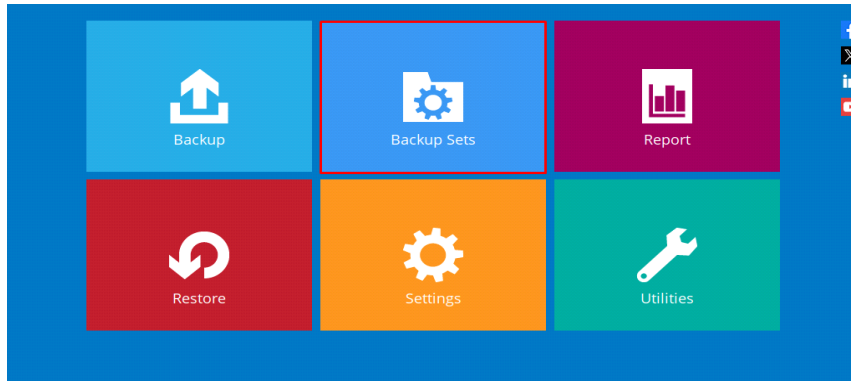 Backup
Backup Sets
Report
Restore
Settings
Utilities